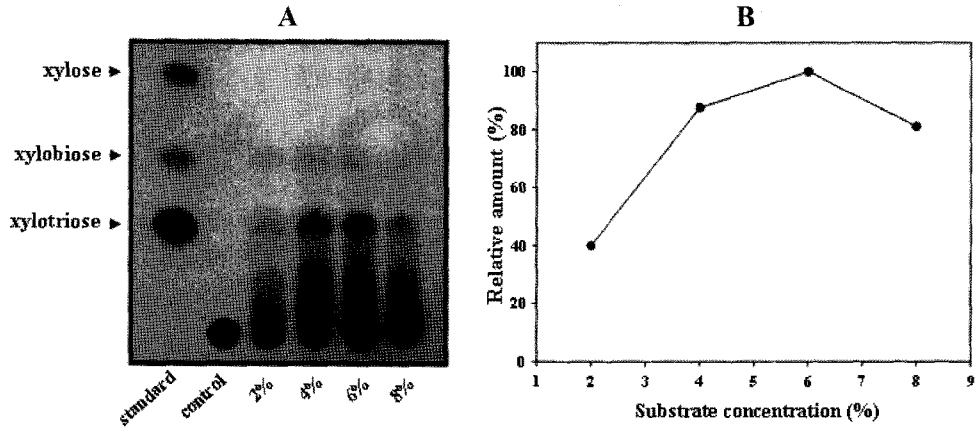 A
xylose
xylobiose
xylotriose
standard control 2% 4% 6% 8%
B
Relative amount (%)
100
80
60
40
20
0
1 2 3 4 5 6 7 8 9
Substrate concentration (%)